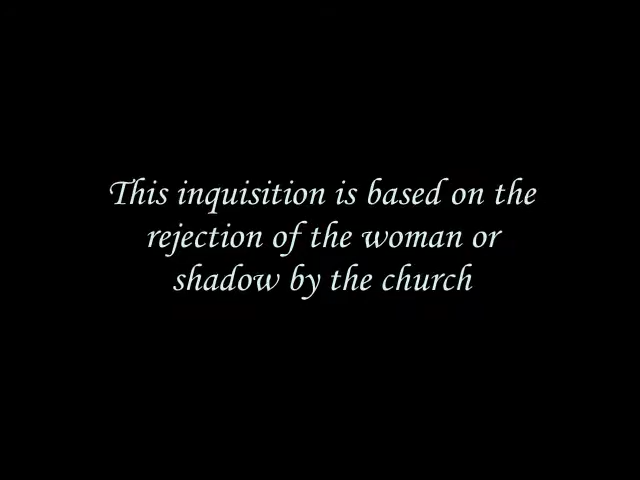 This inquisition is based on the
rejection of the woman or
shadow by the church